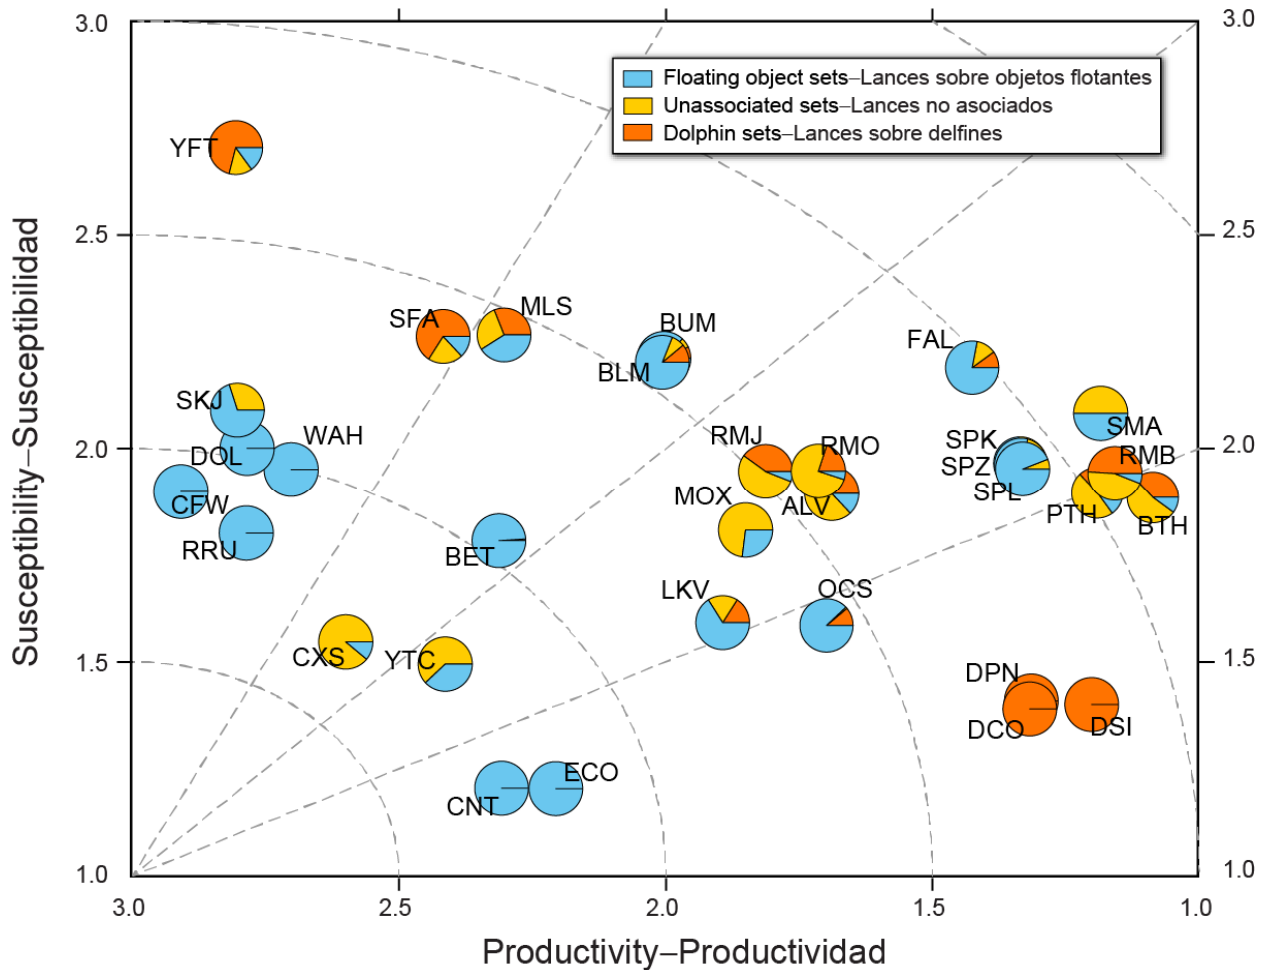 3.0
3.0
Floating object sets–Lances sobre objetos flotantes
Unassociated sets–Lances no asociados
Dolphin sets–Lances sobre delfines
YFT
2.5
2.5
Susceptibility–Susceptibilidad
SFA
MLS
BUM
BLM
FAL
SKJ
DOL
WAH
CFW
RRU
2.0
2.0
RMJ
RMO
MOX
ALV
SPK
SPZ
SPL
SMA
RMB
PTH
BTH
BET
LKV
OCS
CXS
YTC
1.5
1.5
DPN
DCO
DSI
CNT
ECO
1.0
1.0
3.0
2.5
2.0
1.5
1.0
Productivity–Productividad